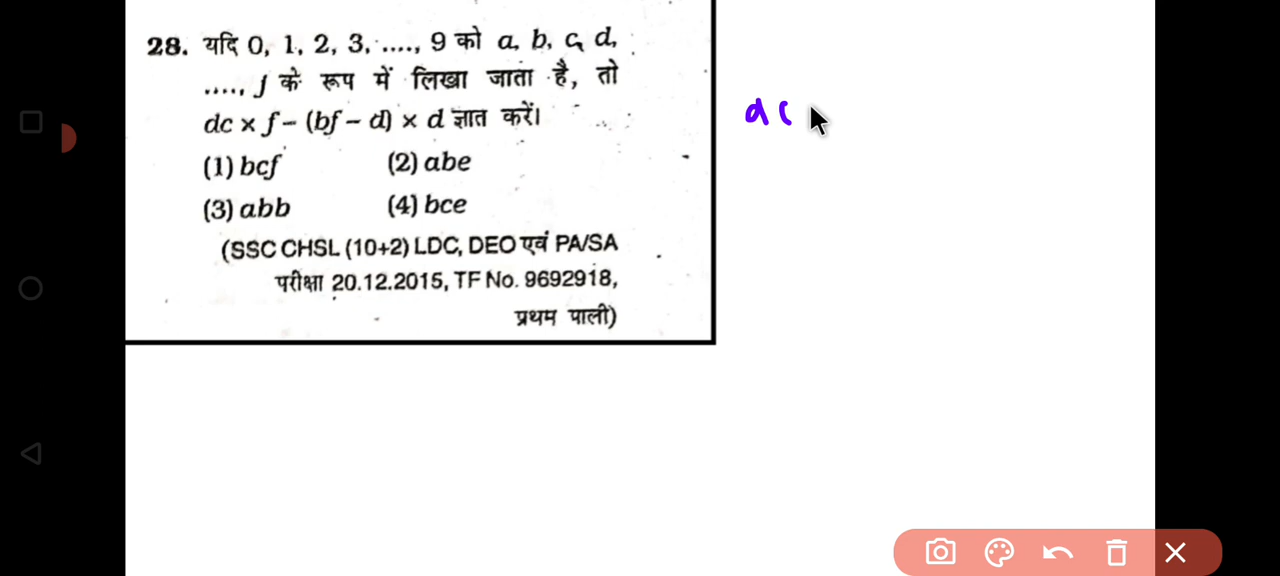 28. यदि 0, 1, 2, 3, ...., 9 को a, b, c, d,
...., j के रूप में लिखा जाता है, तो
dc × f – (bf – d) × d ज्ञात करें।
(1) bcf (2) abe
(3) abb (4) bce
(SSC CHSL (10+2) LDC, DEO एवं PA/SA
परीक्षा 20.12.2015, TF No. 9692918,
प्रथम पाली)
dc